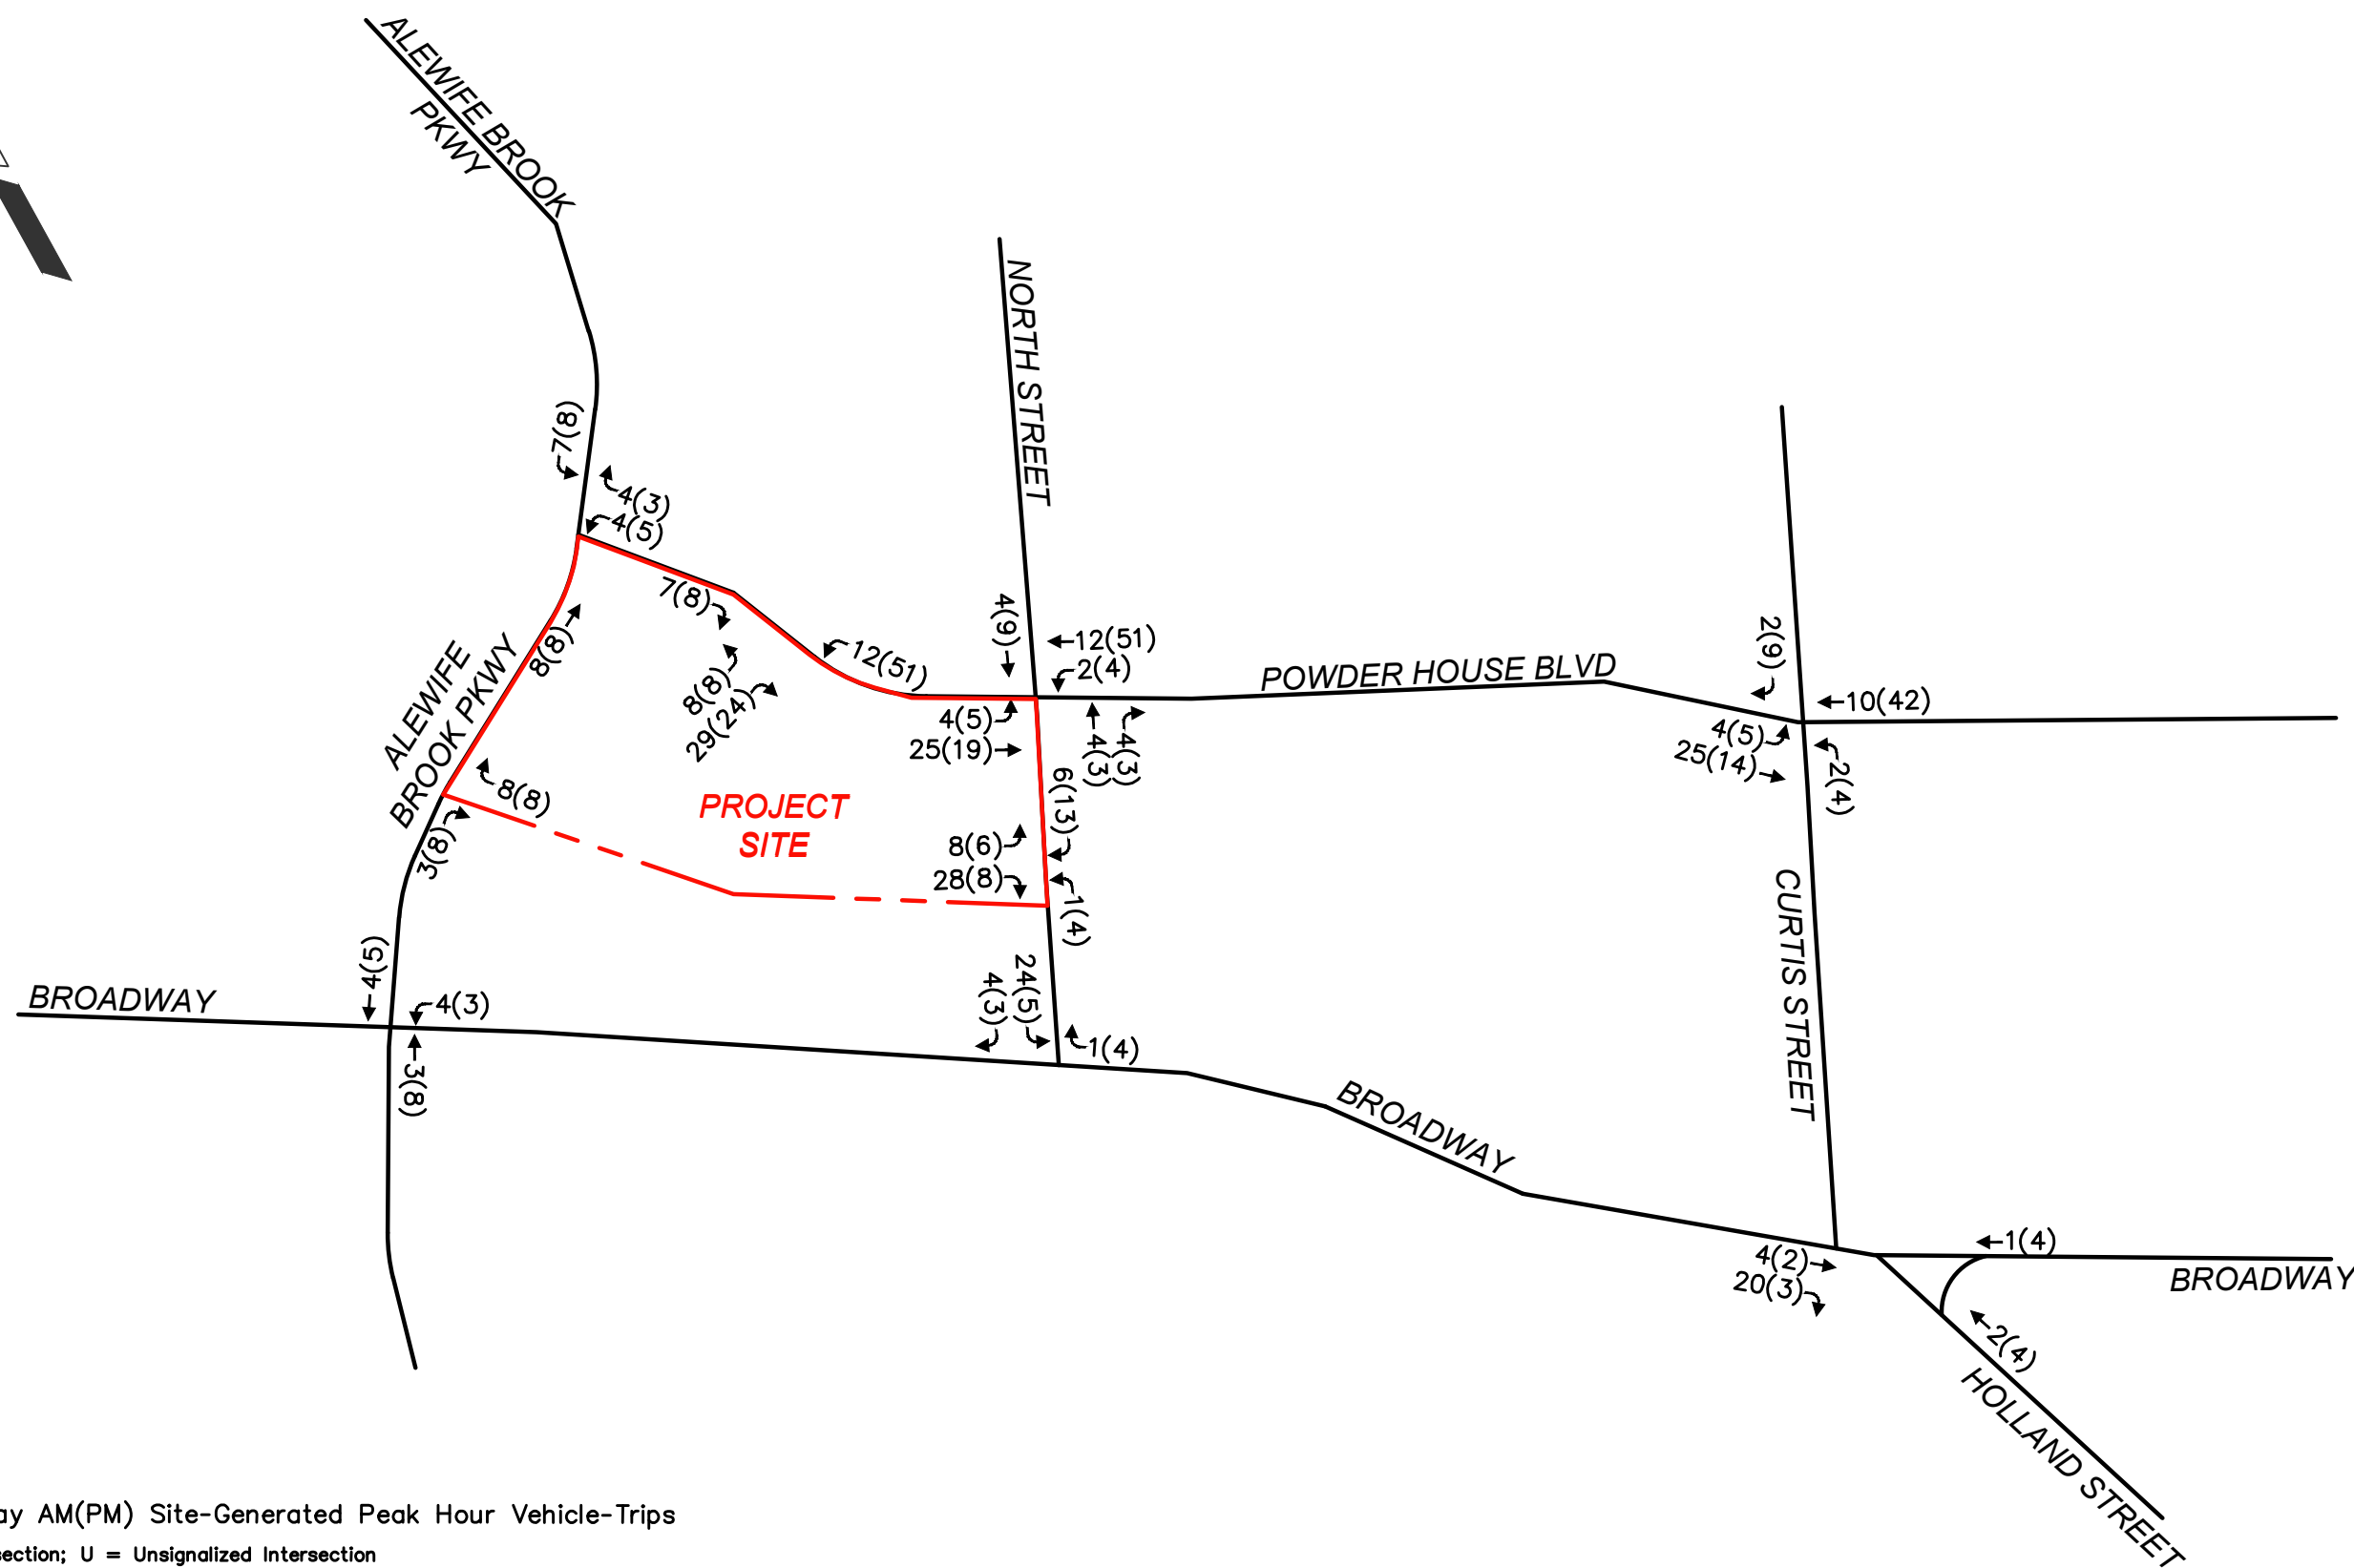 ALEWIFE BROOK
PKWY
NORTH STREET
7(8)
4(3)
4(5)
7(8)
8(8)
29(24)
12(51)
4(9)
12(51)
2(4)
POWDER HOUSE BLVD
2(9)
10(42)
4(5)
25(14)
2(4)
4(5)
25(19)
4(3)
4(3)
ALEWIFE
BROOK PKWY
8(8)
8(8)
3(8)
PROJECT
SITE
6(13)
8(6)
28(8)
1(4)
CURTIS STREET
BROADWAY
4(5)
4(3)
3(8)
4(3)
24(5)
1(4)
BROADWAY
4(2)
20(3)
1(4)
BROADWAY
2(4)
HOLLAND STREET
AM(PM) Site-Generated Peak Hour Vehicle-Trips
U = Unsignalized Intersection